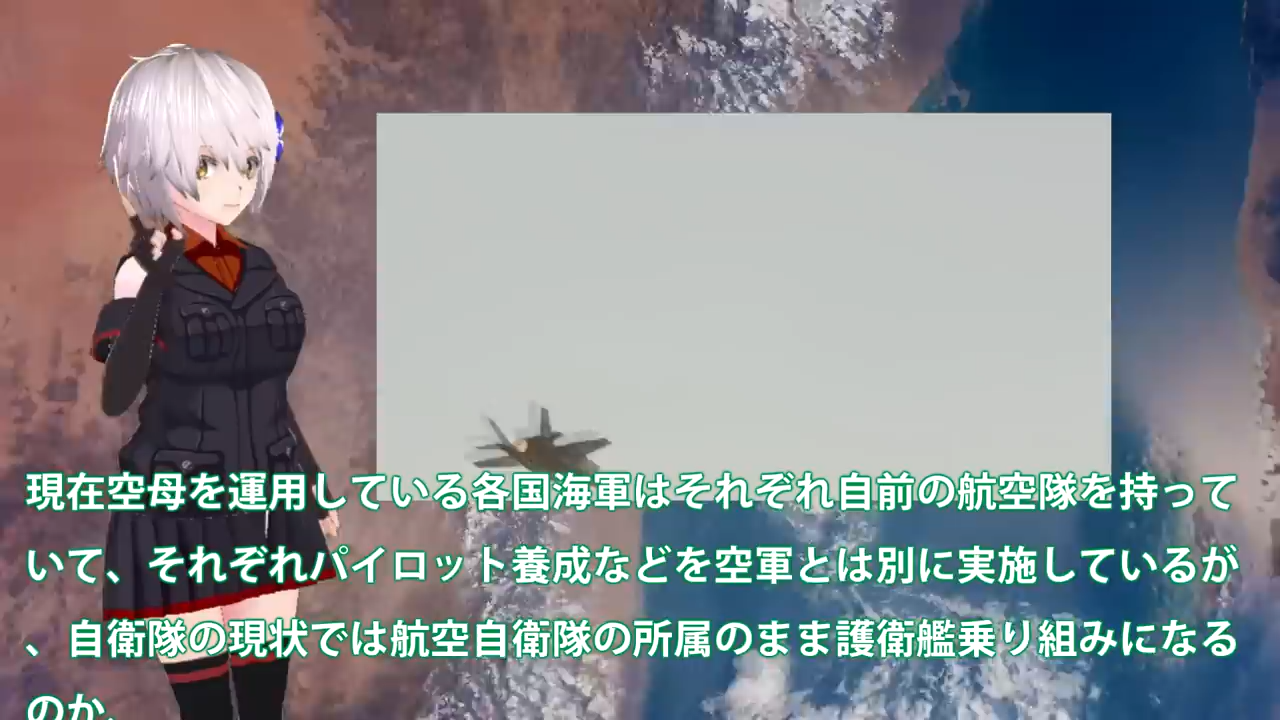 現在空母を運用している各国海軍はそれぞれ自前の航空隊を持って
いて、それぞれパイロット養成などを空軍とは別に実施しているが
、自衛隊の現状では航空自衛隊の所属のまま護衛艦乗り組みになる
のか、